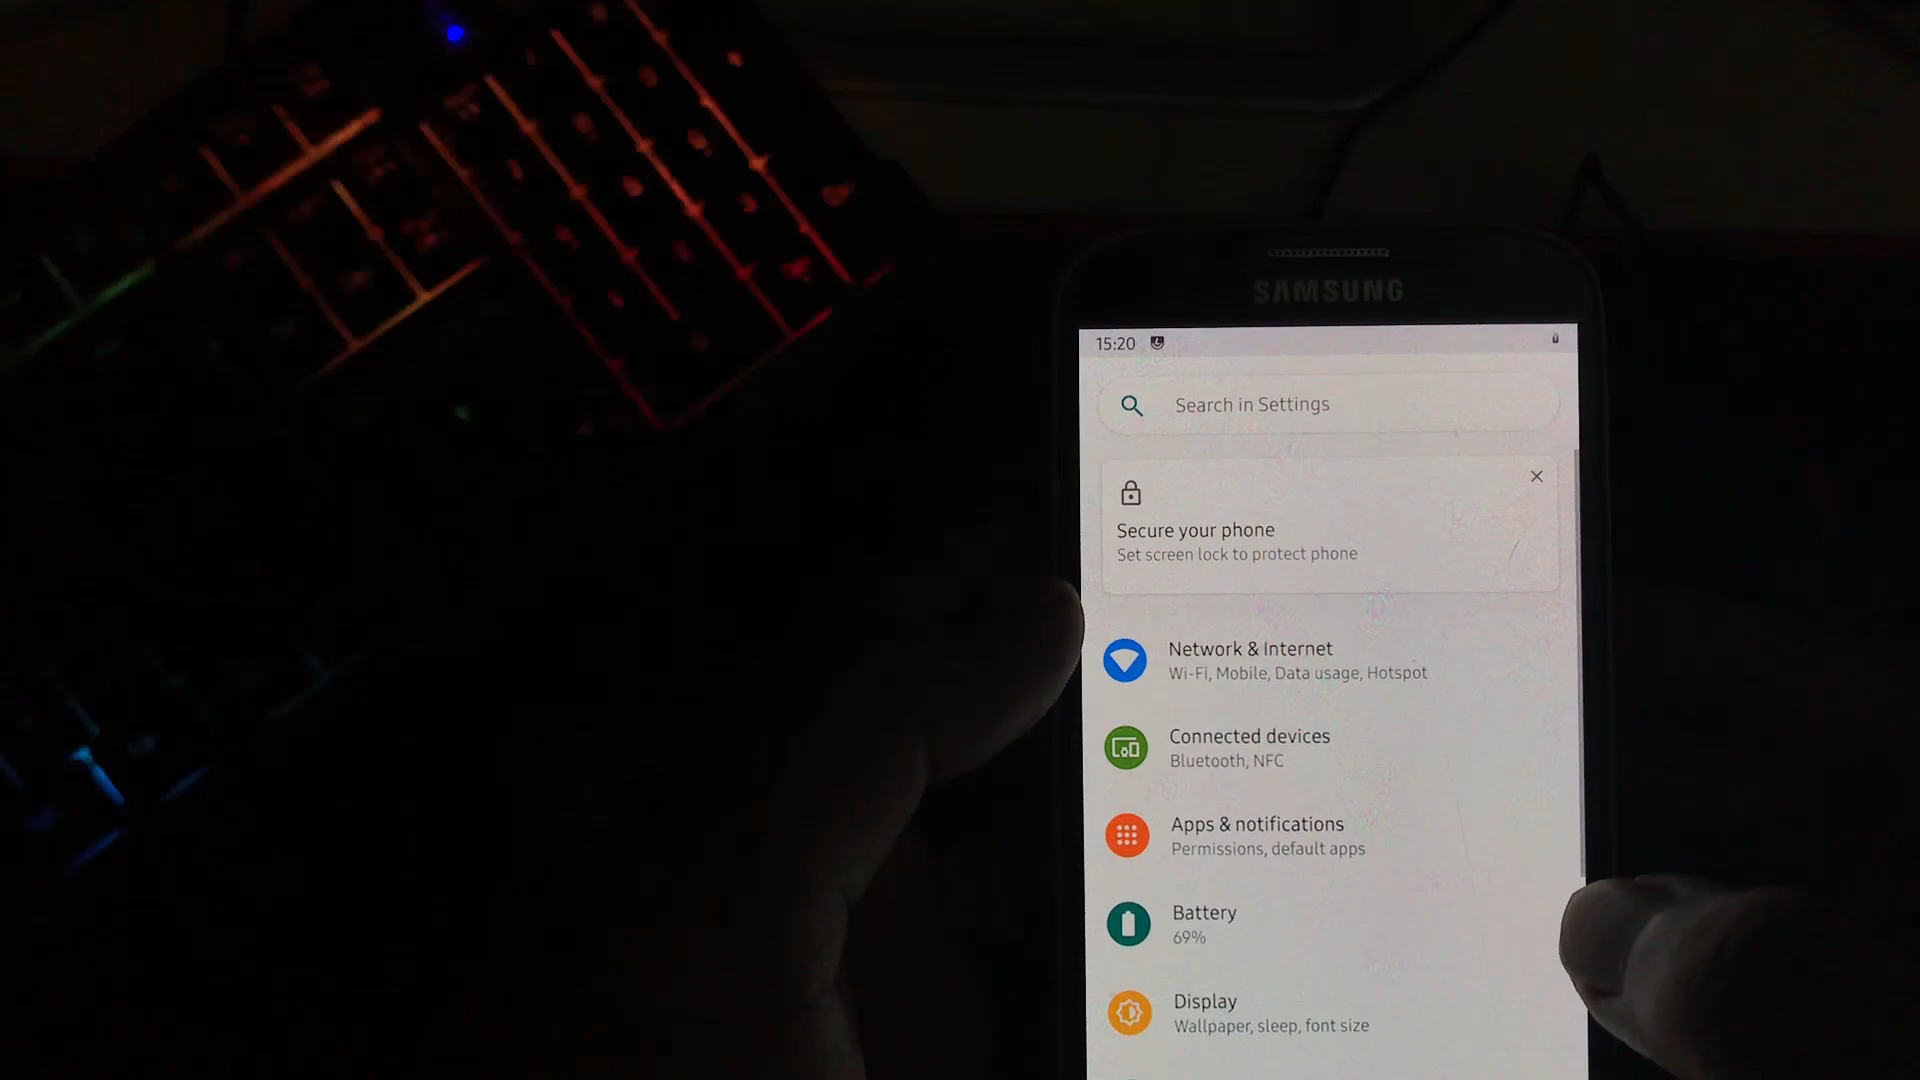 SAMSUNG
15:20
Search in Settings
Secure your phone
Set screen lock to protect phone
Network & Internet
Wi-Fi, Mobile, Data usage, Hotspot
Connected devices
Bluetooth, NFC
Apps & notifications
Permissions, default apps
Battery
69%
Display
Wallpaper, sleep, font size